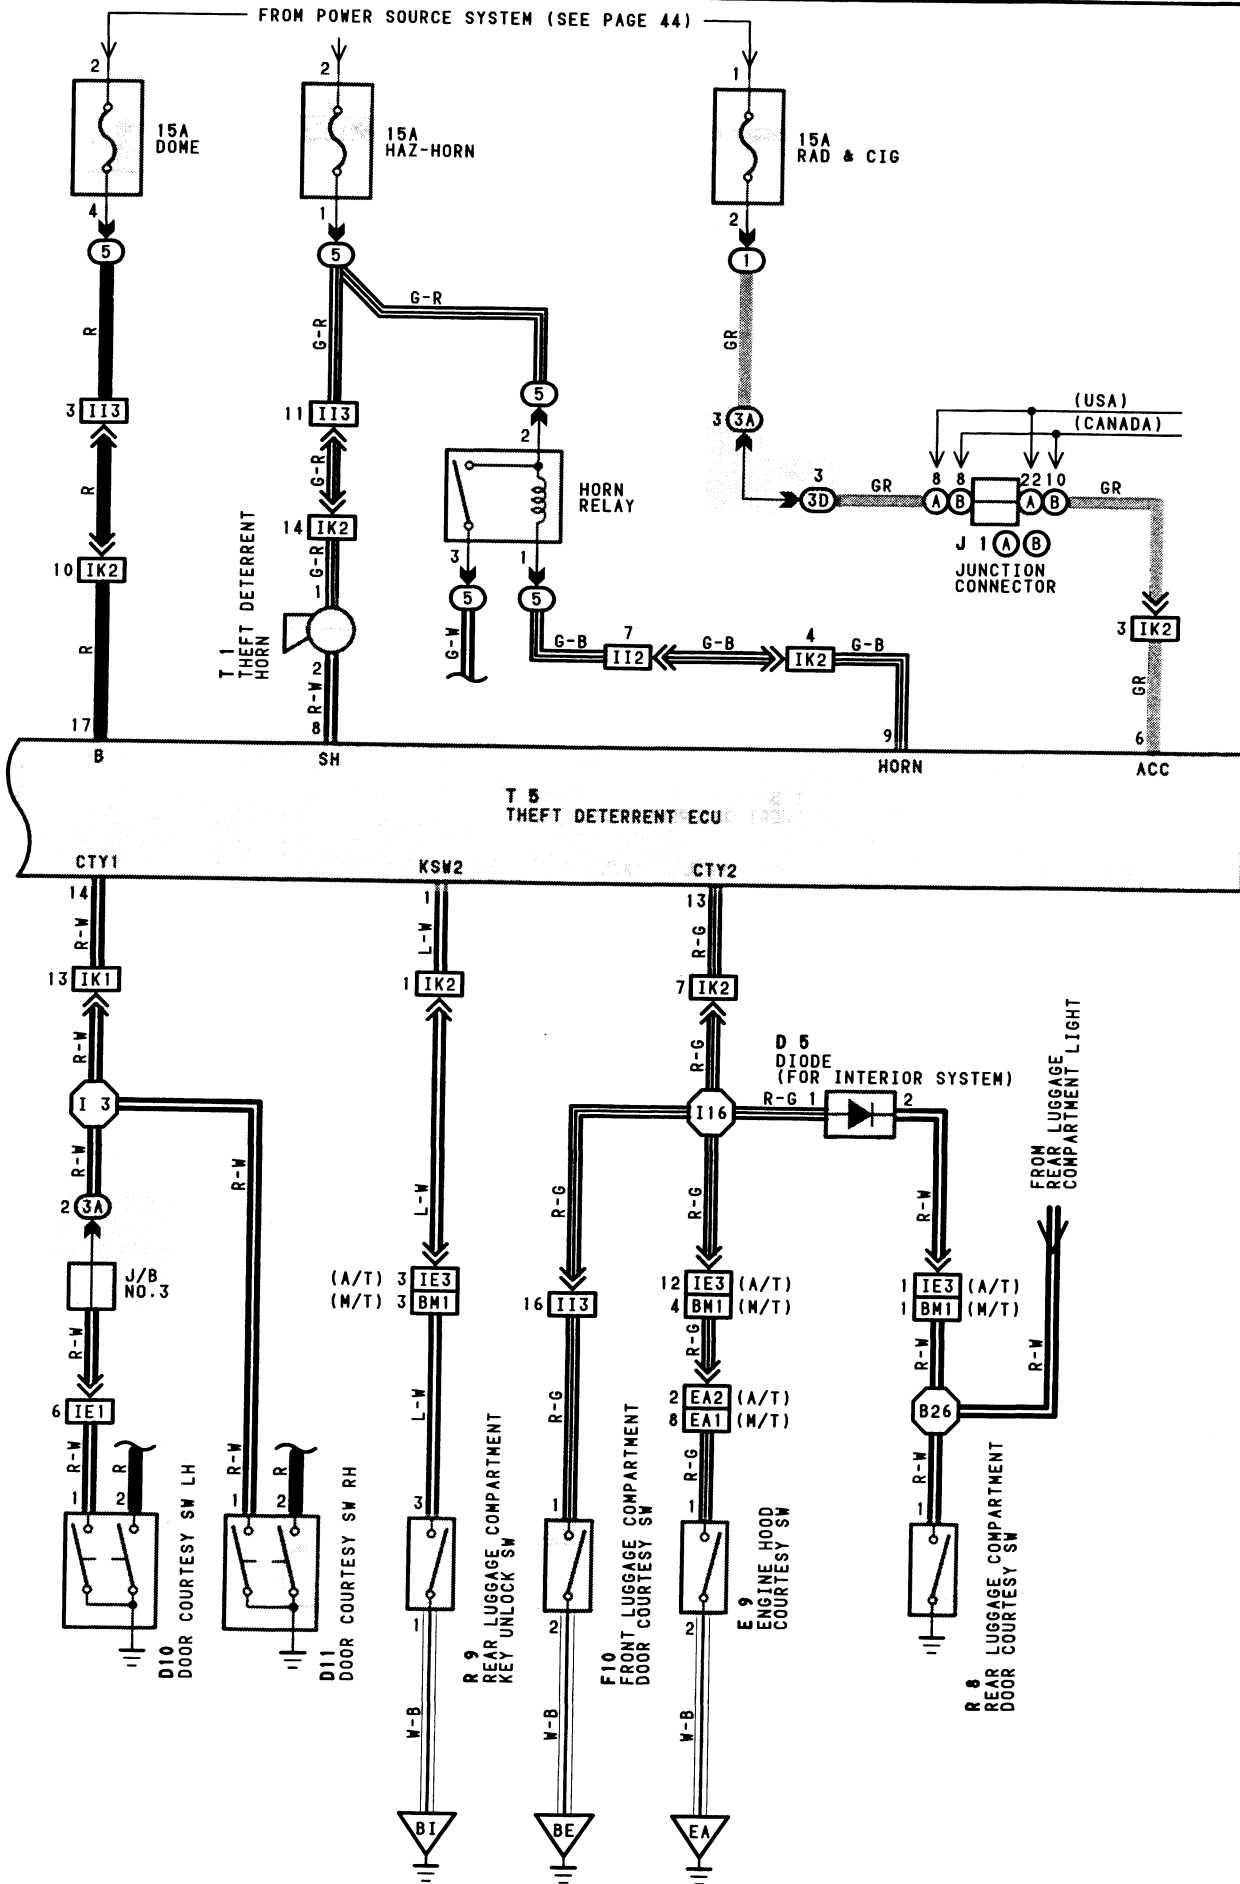 FROM POWER SOURCE SYSTEM (SEE PAGE 44)
2
2
1
15A
DOME
15A
HAZ-HORN
15A
RAD & CIG
4
1
2
5
5
1
G-R
R
G-R
GR
5
3 II3
11 II3
3 3A
(USA)
(CANADA)
2
R
G-R
HORN
RELAY
3
3D
GR
8 8
A B
22 10
A B
GR
J 1 A B
JUNCTION
CONNECTOR
14 IK2
10 IK2
G-R
3
1
1
5
5
T 1
THEFT DETERRENT
HORN
G-W
G-B
7
II2
G-B
4
IK2
G-B
3 IK2
R
2
R-W
GR
17
8
9
6
B
SH
HORN
ACC
T 5
THEFT DETERRENT ECU
CTY1
KSW2
CTY2
14
1
13
R-W
L-W
R-G
13 IK1
1 IK2
7 IK2
R-W
R-G
D 5
DIODE
(FOR INTERIOR SYSTEM)
I 3
I16
R-G 1
2
FROM
REAR LUGGAGE
COMPARTMENT LIGHT
R-W
R-W
L-W
R-G
R-G
R-W
2 3A
J/B
NO.3
(A/T) 3 IE3
(M/T) 3 BM1
16 II3
12 IE3 (A/T)
4 BM1 (M/T)
1 IE3 (A/T)
1 BM1 (M/T)
R-W
R-G
R-W
R-W
6 IE1
L-W
R-G
2 EA2 (A/T)
8 EA1 (M/T)
B26
R-W
R
R-W
R
R-G
R-W
1
2
1
2
3
1
1
1
D10
DOOR COURTESY SW LH
D11
DOOR COURTESY SW RH
R 9
REAR LUGGAGE COMPARTMENT
KEY UNLOCK SW
F10
FRONT LUGGAGE COMPARTMENT
DOOR COURTESY SW
E 9
ENGINE HOOD
COURTESY SW
R 8
REAR LUGGAGE COMPARTMENT
DOOR COURTESY SW
1
2
2
W-B
W-B
W-B
BI
BE
EA